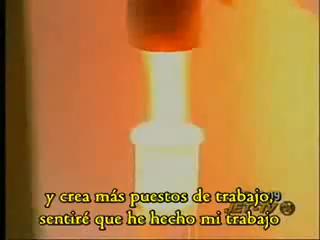 y crea más puestos de trabajo,
sentiré que he hecho mi trabajo